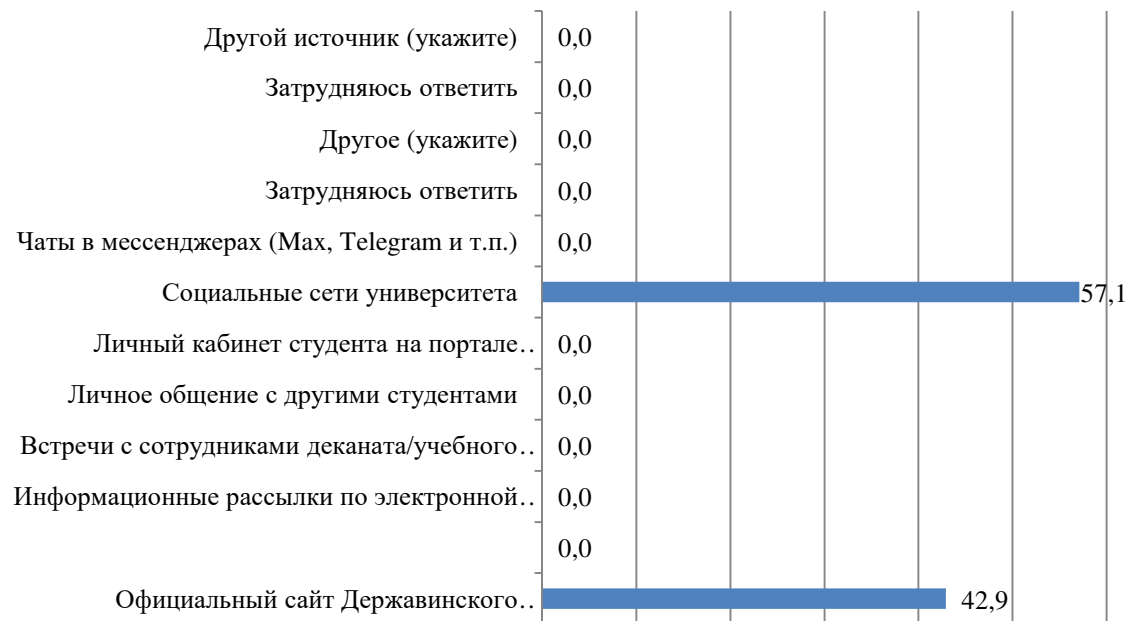 Другой источник (укажите) 0,0
Затрудняюсь ответить 0,0
Другое (укажите) 0,0
Затрудняюсь ответить 0,0
Чаты в мессенджерах (Max, Telegram и т.п.) 0,0
Социальные сети университета 57,1
Личный кабинет студента на портале.. 0,0
Личное общение с другими студентами 0,0
Встречи с сотрудниками деканата/учебного.. 0,0
Информационные рассылки по электронной.. 0,0
0,0
Официальный сайт Державинского.. 42,9